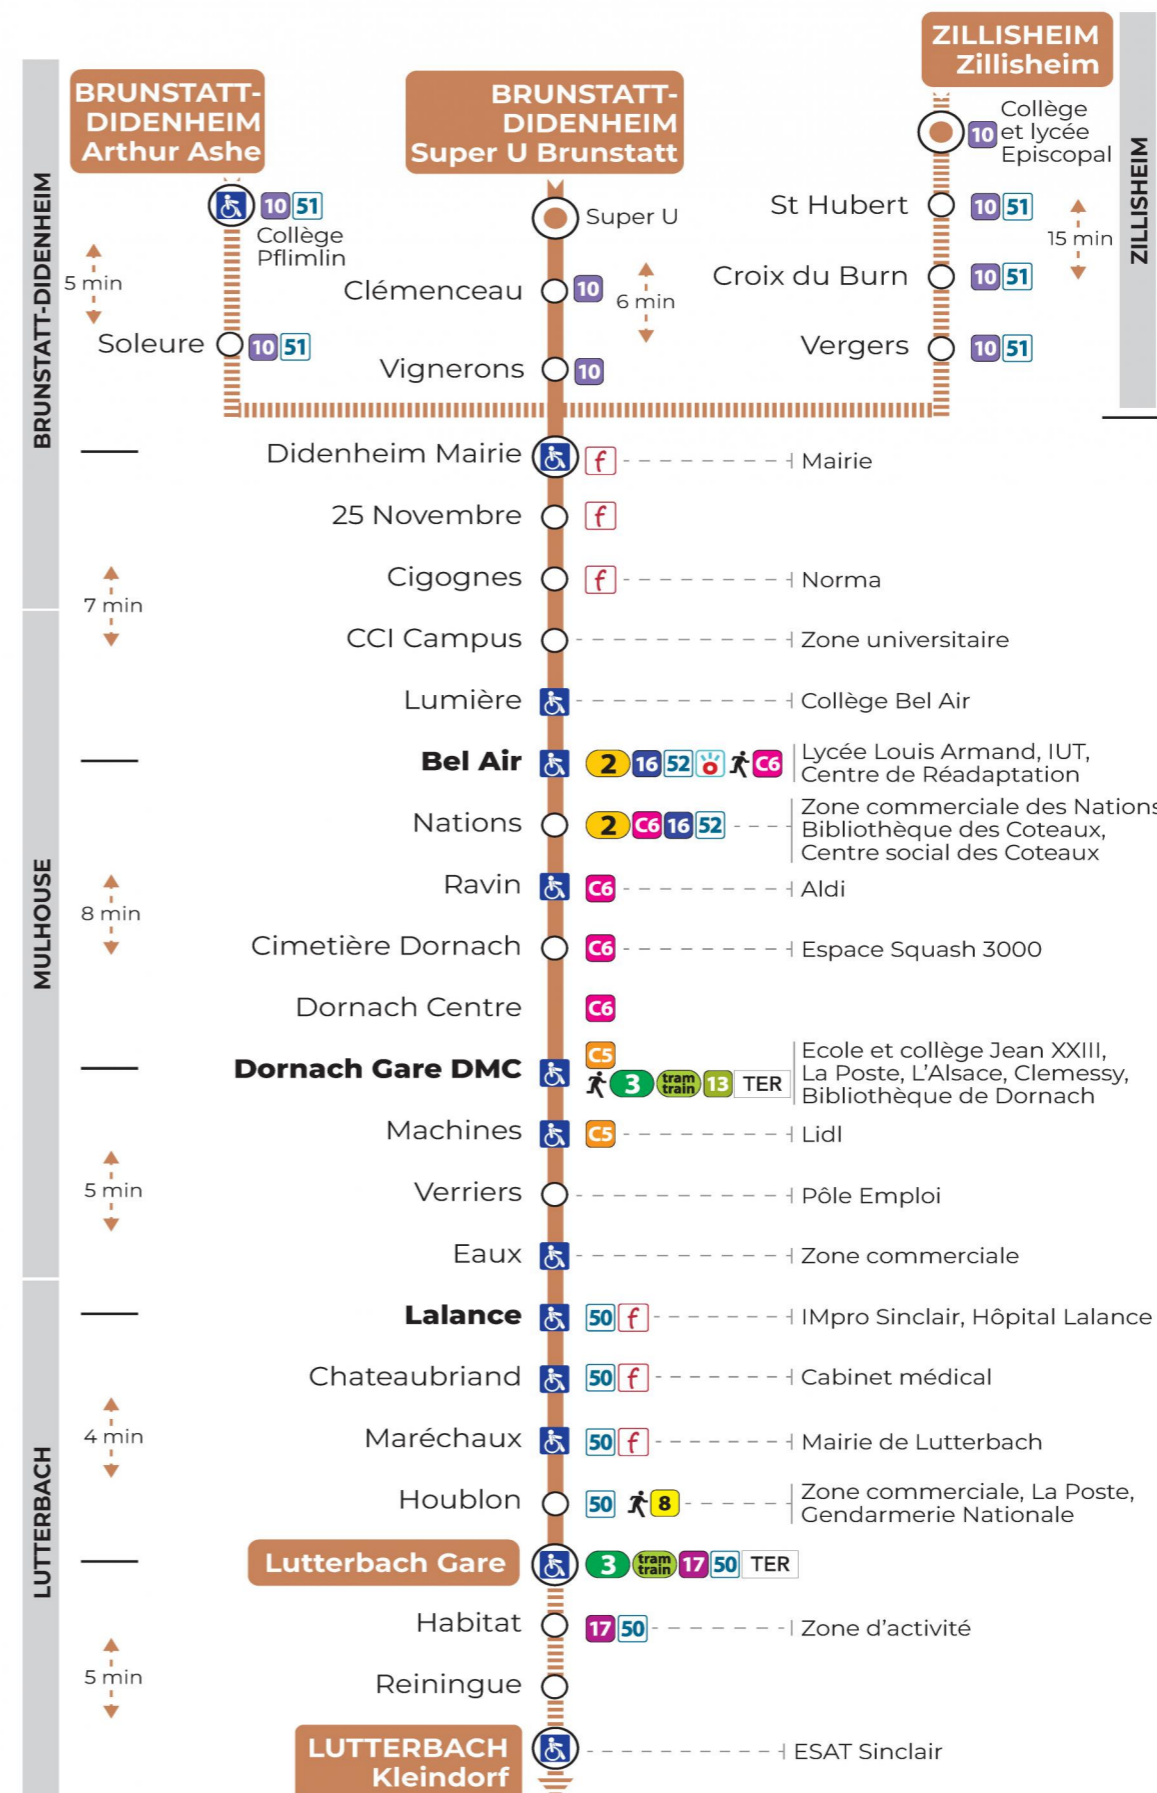 ZILLISHEIM
Zillisheim
BRUNSTATT-
DIDENHEIM
Arthur Ashe
BRUNSTATT-
DIDENHEIM
Super U Brunstatt
BRUNSTATT-DIDENHEIM
ZILLISHEIM
10
Collège
et lycée
Episcopal
10 51
Collège
Pflimlin
Super U
St Hubert 10 51
15 min
5 min
Clémenceau 10
6 min
Croix du Burn 10 51
Soleure 10 51
Vignerons 10
Vergers 10 51
Didenheim Mairie f Mairie
25 Novembre f
Cigognes f Norma
7 min
CCI Campus Zone universitaire
Lumière Collège Bel Air
MULHOUSE
Bel Air 2 16 52 C6 Lycée Louis Armand, IUT,
Centre de Réadaptation
Nations 2 C6 16 52 Zone commerciale des Nations
Bibliothèque des Coteaux,
Centre social des Coteaux
Ravin C6 Aldi
8 min
Cimetière Dornach C6 Espace Squash 3000
Dornach Centre C6
Dornach Gare DMC C5 3 tram train 13 TER Ecole et collège Jean XXIII,
La Poste, L'Alsace, Clemessy,
Bibliothèque de Dornach
Machines C5 Lidl
5 min
Verriers Pôle Emploi
Eaux Zone commerciale
LUTTERBACH
Lalance 50 f IMpro Sinclair, Hôpital Lalance
Chateaubriand 50 f Cabinet médical
4 min
Maréchaux 50 f Mairie de Lutterbach
Houblon 50 8 Zone commerciale, La Poste,
Gendarmerie Nationale
Lutterbach Gare 3 tram train 17 50 TER
Habitat 17 50 Zone d'activité
5 min
Reiningue
LUTTERBACH
Kleindorf
ESAT Sinclair